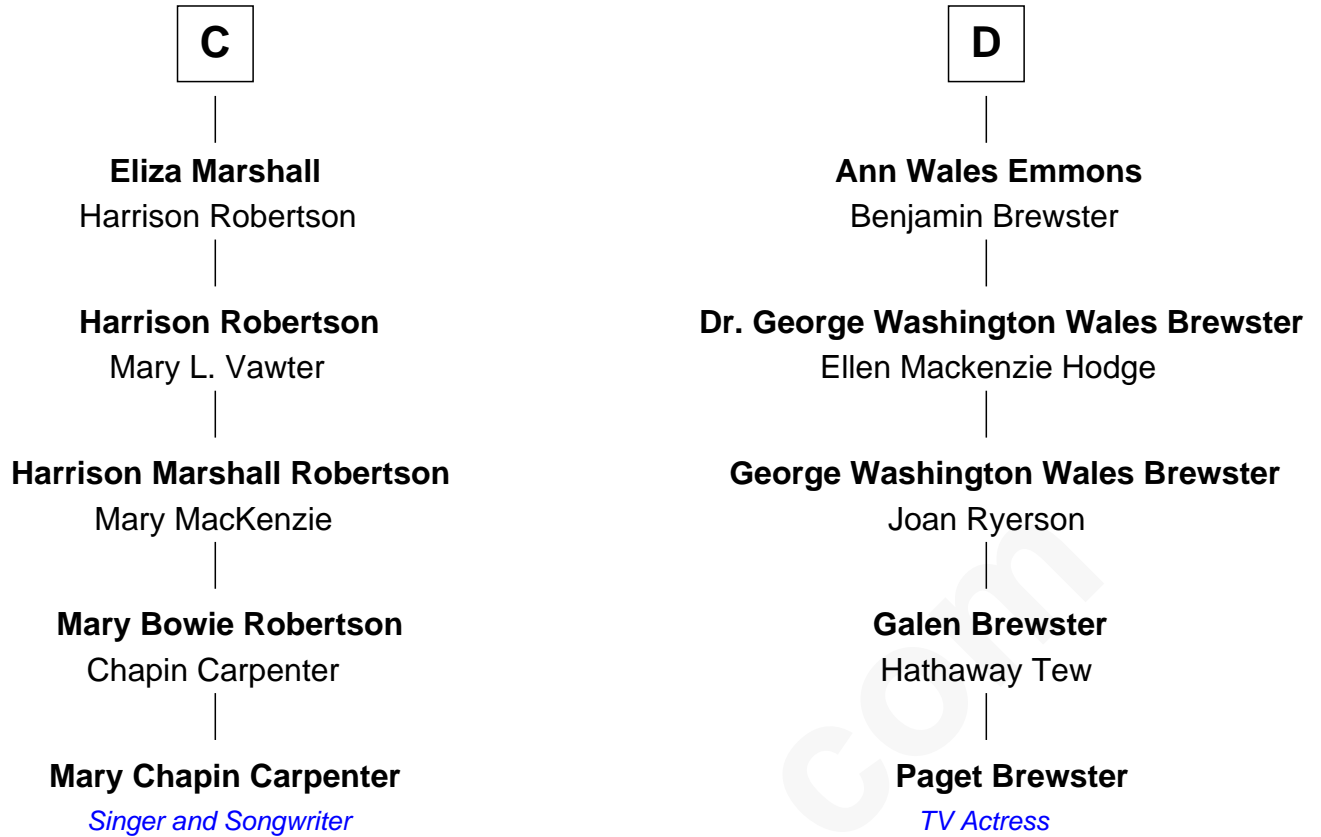 C
Eliza Marshall
Harrison Robertson
Harrison Robertson
Mary L. Vawter
Harrison Marshall Robertson
Mary MacKenzie
Mary Bowie Robertson
Chapin Carpenter
Mary Chapin Carpenter
Singer and Songwriter
D
Ann Wales Emmons
Benjamin Brewster
Dr. George Washington Wales Brewster
Ellen Mackenzie Hodge
George Washington Wales Brewster
Joan Ryerson
Galen Brewster
Hathaway Tew
Paget Brewster
TV Actress
com